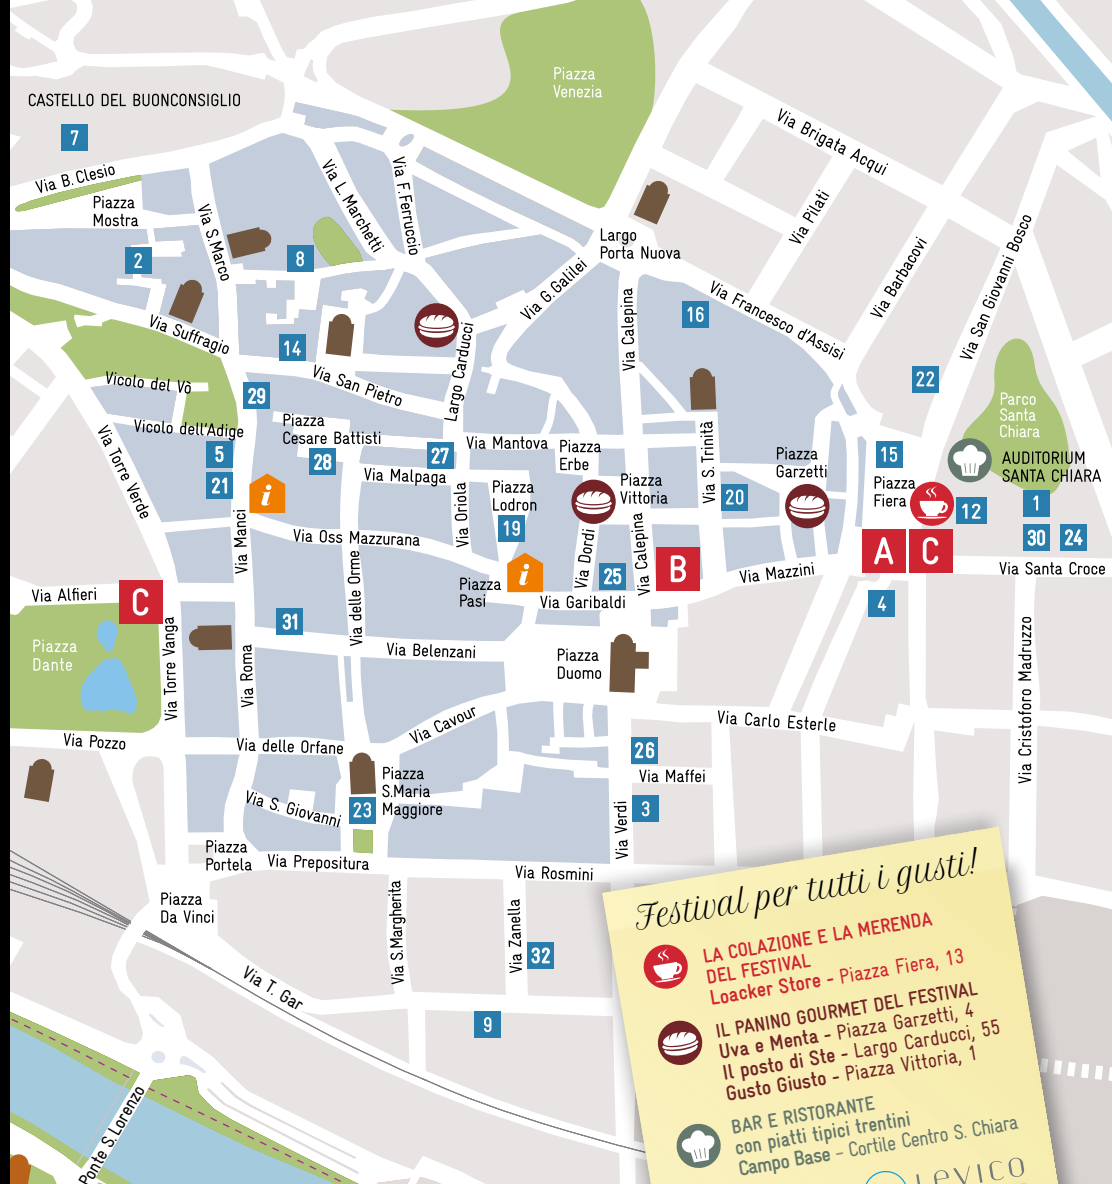 Piazza
Venezia
CASTELLO DEL BUONCONSIGLIO
7
Via Brigata Acqui
Via B. Clesio
Via L. Marchetti
Via F. Ferruccio
Piazza
Mostra
Via S. Marco
Via Pilati
Largo
Porta Nuova
Via Barbacovi
Via San Giovanni Bosco
2
8
Via G. Galilei
Via Calepina
16
Via Francesco d'Assisi
Via Suffragio
14
Largo Carducci
22
Vicolo del Vò
29
Via San Pietro
Parco
Santa
Chiara
Vicolo dell'Adige
Piazza
Cesare Battisti
Via Mantova
Piazza
Erbe
Via S. Trinità
Piazza
Garzetti
15
AUDITORIUM
SANTA CHIARA
Via Torre Verde
5
28
27
Via Malpaga
21
i
Piazza
Lodron
Piazza
Vittoria
20
Piazza
Fiera
12
1
Via Manci
Via Oriola
19
Via Oss Mazzurana
Via Dordi
Via Calepina
30
24
A
C
Via delle Orme
Piazza
Pasi
i
25
B
Via Mazzini
Via Santa Croce
Via Alfieri
C
Via Garibaldi
4
31
Piazza
Dante
Via Torre Vanga
Via Roma
Via Belenzani
Piazza
Duomo
Via Cristoforo Madruzzo
Via Pozzo
Via delle Orfane
Via Cavour
Via Carlo Esterle
26
Via Maffei
Piazza
S.Maria
Maggiore
Via S. Giovanni
23
3
Via Verdi
Piazza
Portela
Via Prepositura
Via Rosmini
Piazza
Da Vinci
Via S.Margherita
Via Zanella
32
Via T. Gar
9
Ponte S. Lorenzo
Festival per tutti i gusti!
LA COLAZIONE E LA MERENDA
DEL FESTIVAL
Loacker Store - Piazza Fiera, 13
IL PANINO GOURMET DEL FESTIVAL
Uva e Menta - Piazza Garzetti, 4
Il posto di Ste - Largo Carducci, 55
Gusto Giusto - Piazza Vittoria, 1
BAR E RISTORANTE
con piatti tipici trentini
Campo Base - Cortile Centro S. Chiara
LEVICO